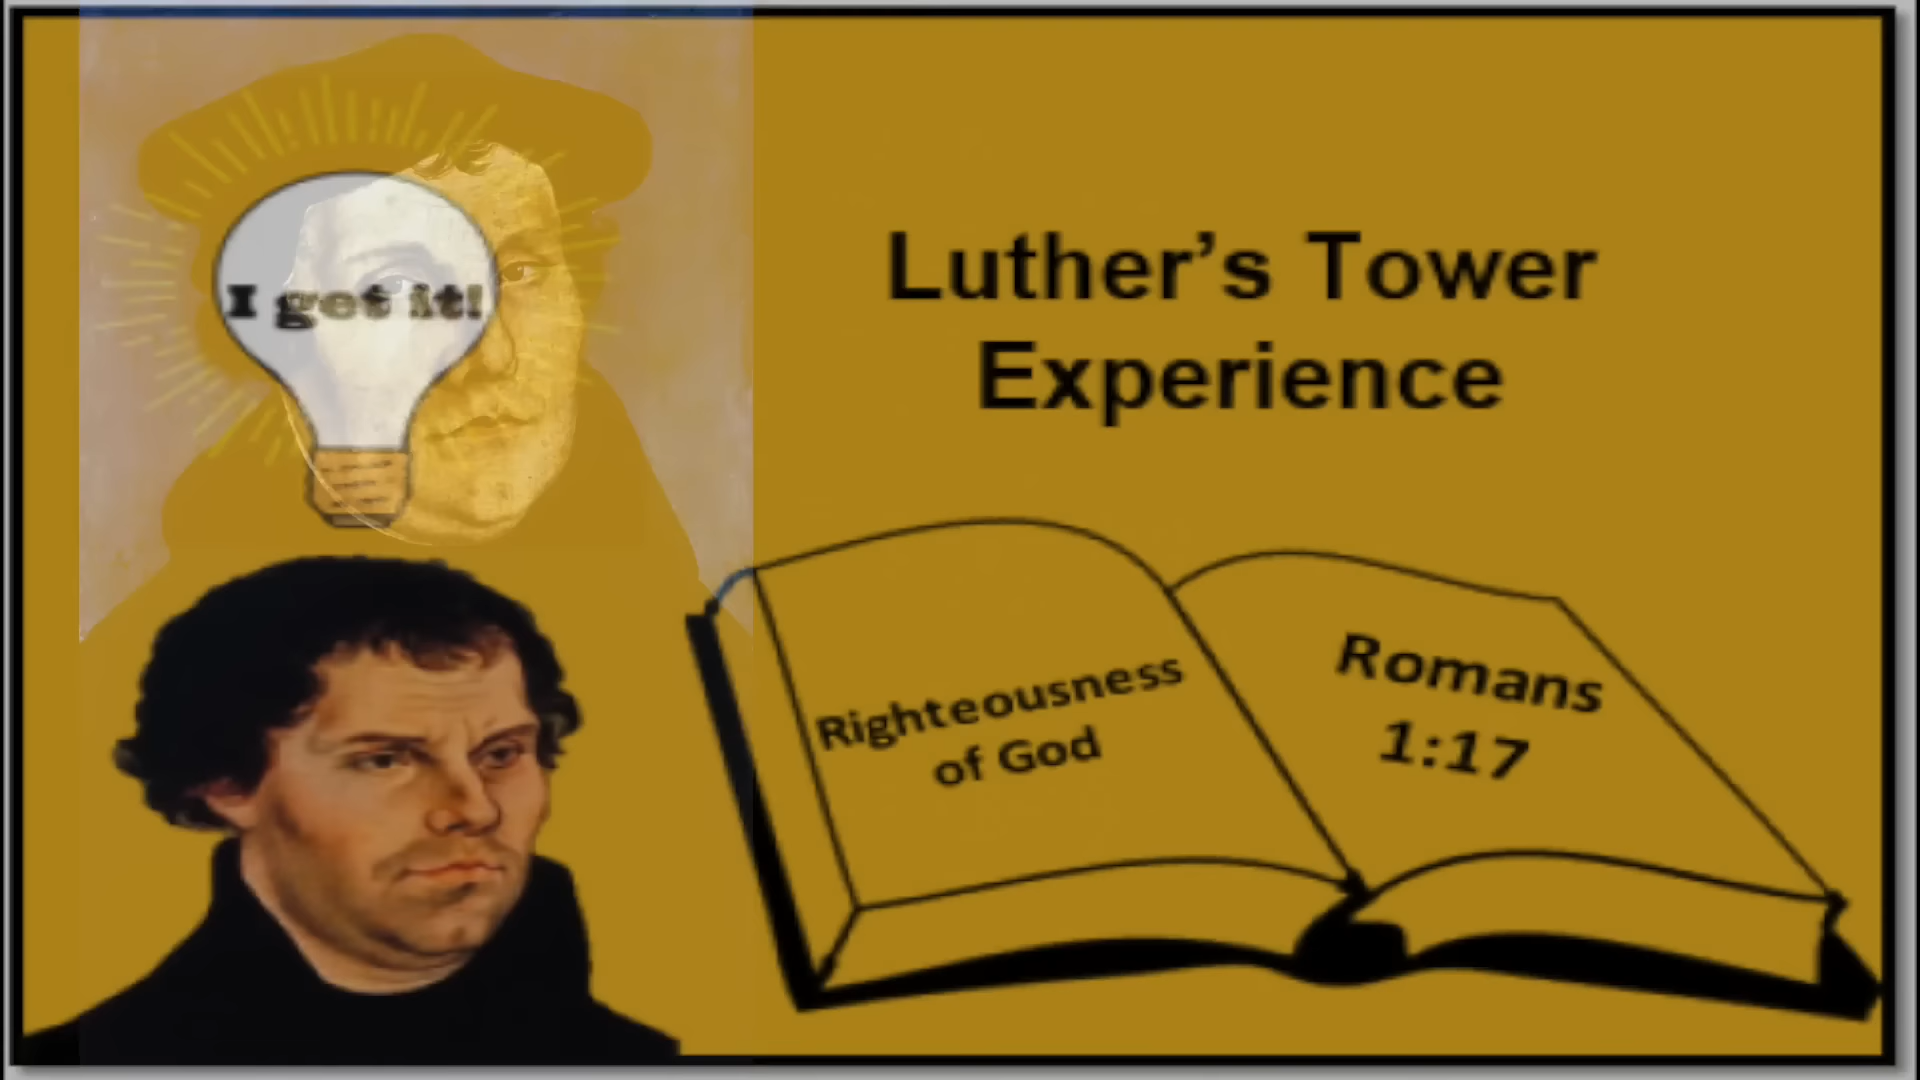 I get it!
Luther’s Tower
Experience
Righteousness
of God
Romans
1:17